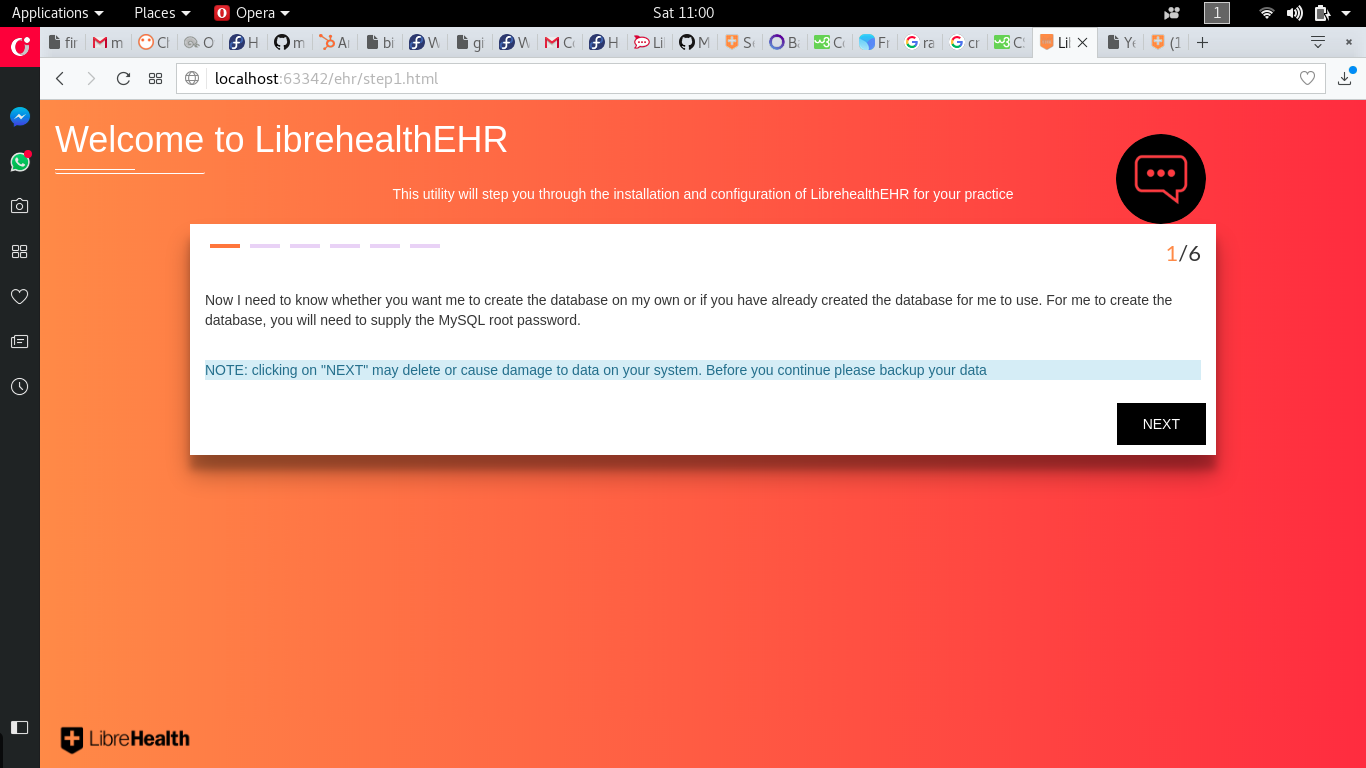 Applications Places Opera Sat 11:00 1
fir m Cl O H m Ar bi W gi W Co H Lil M Se Ba Co Fr ra cr CS Lil Ye (1
localhost:63342/ehr/step1.html
Welcome to LibrehealthEHR
This utility will step you through the installation and configuration of LibrehealthEHR for your practice
1/6
Now I need to know whether you want me to create the database on my own or if you have already created the database for me to use. For me to create the
database, you will need to supply the MySQL root password.
NOTE: clicking on "NEXT" may delete or cause damage to data on your system. Before you continue please backup your data
NEXT
LibreHealth